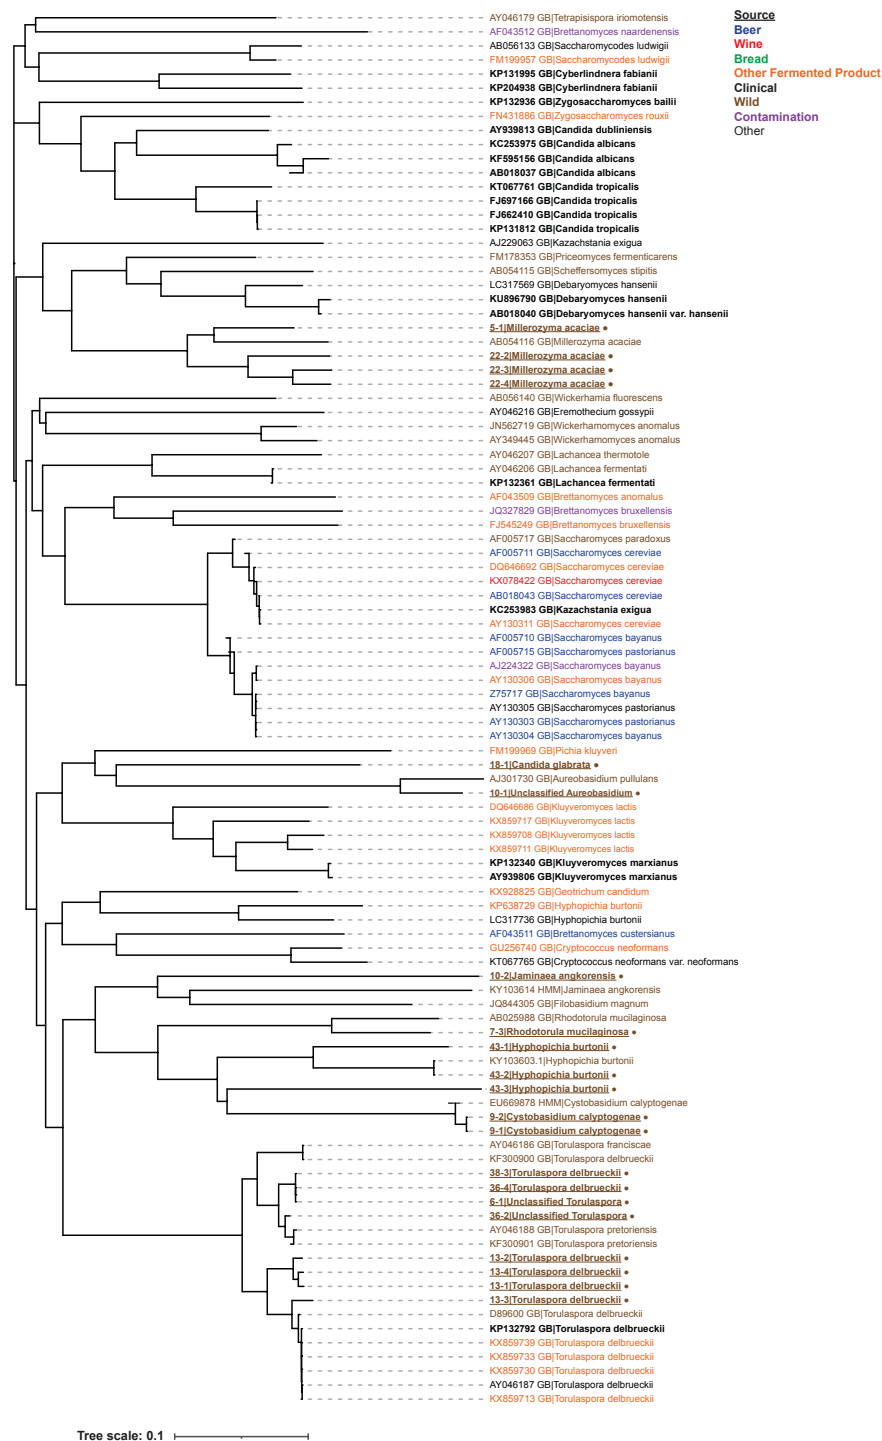 AY046179 GB|Tetrapisispora iriomotensis
AF043512 GB|Brettanomyces naardenensis
AB056133 GB|Saccharomycodes ludwigii
FM199957 GB|Saccharomycodes ludwigii
KP131995 GB|Cyberlindnera fabianii
KP204938 GB|Cyberlindnera fabianii
KP132936 GB|Zygosaccharomyces bailii
FN431886 GB|Zygosaccharomyces rouxii
AY939813 GB|Candida dubliniensis
KC253975 GB|Candida albicans
KF595156 GB|Candida albicans
AB018037 GB|Candida albicans
KT067761 GB|Candida tropicalis
FJ697166 GB|Candida tropicalis
FJ662410 GB|Candida tropicalis
KP131812 GB|Candida tropicalis
AJ229063 GB|Kazachstania exigua
FM178353 GB|Priceomyces fermenticarens
AB054115 GB|Scheffersomyces stipitis
LC317569 GB|Debaryomyces hansenii
KU896790 GB|Debaryomyces hansenii
AB018040 GB|Debaryomyces hansenii var. hansenii
5-1|Millerozyma acaciae
AB054116 GB|Millerozyma acaciae
22-2|Millerozyma acaciae
22-3|Millerozyma acaciae
22-4|Millerozyma acaciae
AB056140 GB|Wickerhamia fluorescens
AY046216 GB|Eremothecium gossypii
JN562719 GB|Wickerhamomyces anomalus
AY349445 GB|Wickerhamomyces anomalus
AY046207 GB|Lachancea thermotole
AY046206 GB|Lachancea fermentati
KP132361 GB|Lachancea fermentati
AF043509 GB|Brettanomyces anomalus
JQ327829 GB|Brettanomyces bruxellensis
FJ545249 GB|Brettanomyces bruxellensis
AF005717 GB|Saccharomyces paradoxus
AF005711 GB|Saccharomyces cereviae
DQ646692 GB|Saccharomyces cereviae
KX078422 GB|Saccharomyces cereviae
AB018043 GB|Saccharomyces cereviae
KC253983 GB|Kazachstania exigua
AY130311 GB|Saccharomyces cereviae
AF005710 GB|Saccharomyces bayanus
AF005715 GB|Saccharomyces pastorianus
AJ224322 GB|Saccharomyces bayanus
AY130306 GB|Saccharomyces bayanus
Z75717 GB|Saccharomyces bayanus
AY130305 GB|Saccharomyces pastorianus
AY130303 GB|Saccharomyces pastorianus
AY130304 GB|Saccharomyces bayanus
FM199969 GB|Pichia kluyveri
18-1|Candida glabrata
AJ301730 GB|Aureobasidium pullulans
10-1|Unclassified Aureobasidium
DQ646686 GB|Kluyveromyces lactis
KX859717 GB|Kluyveromyces lactis
KX859708 GB|Kluyveromyces lactis
KX859711 GB|Kluyveromyces lactis
KP132340 GB|Kluyveromyces marxianus
AY939806 GB|Kluyveromyces marxianus
KX928825 GB|Geotrichum candidum
KP638729 GB|Hyphopichia burtonii
LC317736 GB|Hyphopichia burtonii
AF043511 GB|Brettanomyces custersianus
GU256740 GB|Cryptococcus neoformans
KT067765 GB|Cryptococcus neoformans var. neoformans
10-2|Jaminaea angkorensis
KY103614 HMM|Jaminaea angkorensis
JQ844305 GB|Filobasidium magnum
AB025988 GB|Rhodotorula mucilaginosa
7-3|Rhodotorula mucilaginosa
43-1|Hyphopichia burtonii
KY103603.1|Hyphopichia burtonii
43-2|Hyphopichia burtonii
43-3|Hyphopichia burtonii
EU669878 HMM|Cystobasidium calyptogenae
9-2|Cystobasidium calyptogenae
9-1|Cystobasidium calyptogenae
AY046186 GB|Torulaspora franciscae
KF300900 GB|Torulaspora delbrueckii
38-3|Torulaspora delbrueckii
36-4|Torulaspora delbrueckii
6-1|Unclassified Torulaspora
36-2|Unclassified Torulaspora
AY046188 GB|Torulaspora pretoriensis
KF300901 GB|Torulaspora pretoriensis
13-2|Torulaspora delbrueckii
13-4|Torulaspora delbrueckii
13-1|Torulaspora delbrueckii
13-3|Torulaspora delbrueckii
D89600 GB|Torulaspora delbrueckii
KP132792 GB|Torulaspora delbrueckii
KX859739 GB|Torulaspora delbrueckii
KX859733 GB|Torulaspora delbrueckii
KX859730 GB|Torulaspora delbrueckii
AY046187 GB|Torulaspora delbrueckii
KX859713 GB|Torulaspora delbrueckii
Source
Beer
Wine
Bread
Other Fermented Product
Clinical
Wild
Contamination
Other
Tree scale: 0.1